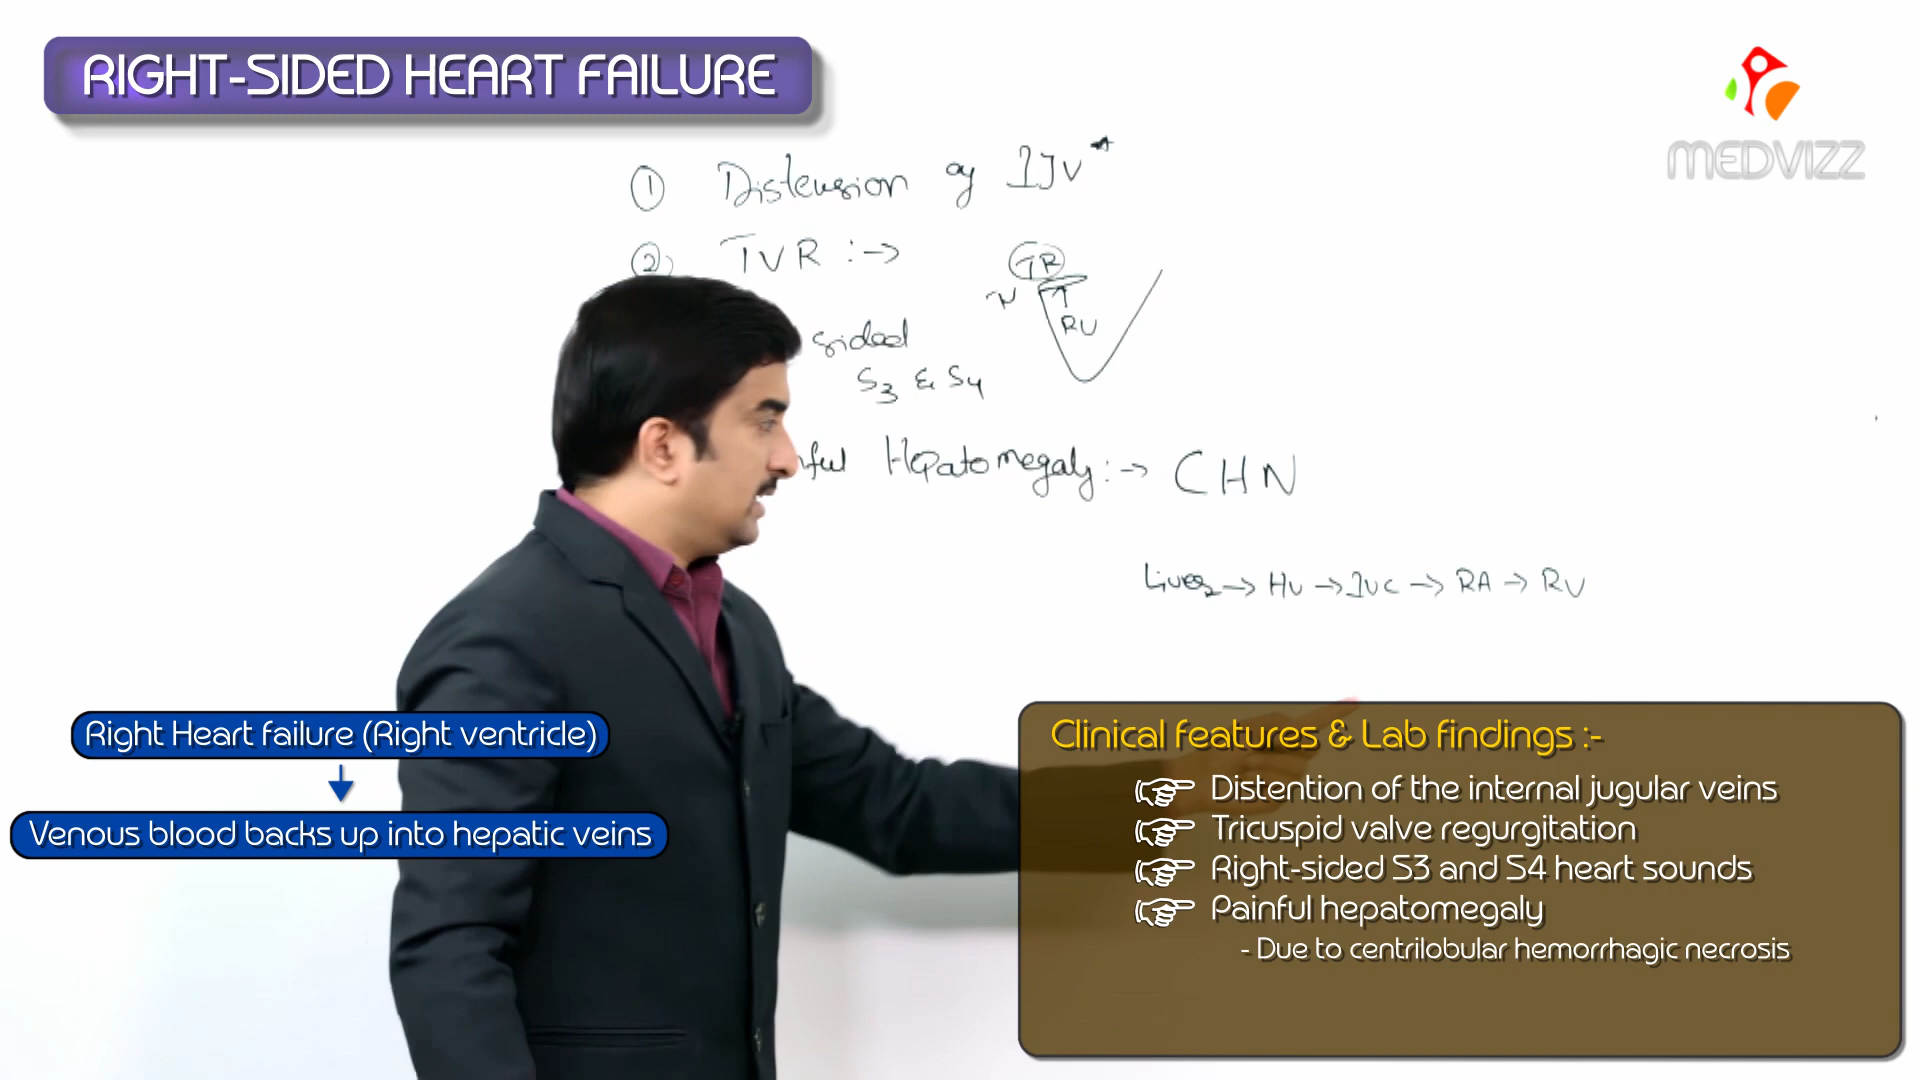 RIGHT-SIDED HEART FAILURE
MEDVIZZ
① Distension of IJV*
② TVR :→
TR
RV
sided
S3 & S4
nful Hepatomegaly :→ CHN
Liver → HV → IVC → RA → RV
Right Heart failure (Right ventricle)
Venous blood backs up into hepatic veins
Clinical features & Lab findings :-
Distention of the internal jugular veins
Tricuspid valve regurgitation
Right-sided S3 and S4 heart sounds
Painful hepatomegaly
- Due to centrilobular hemorrhagic necrosis